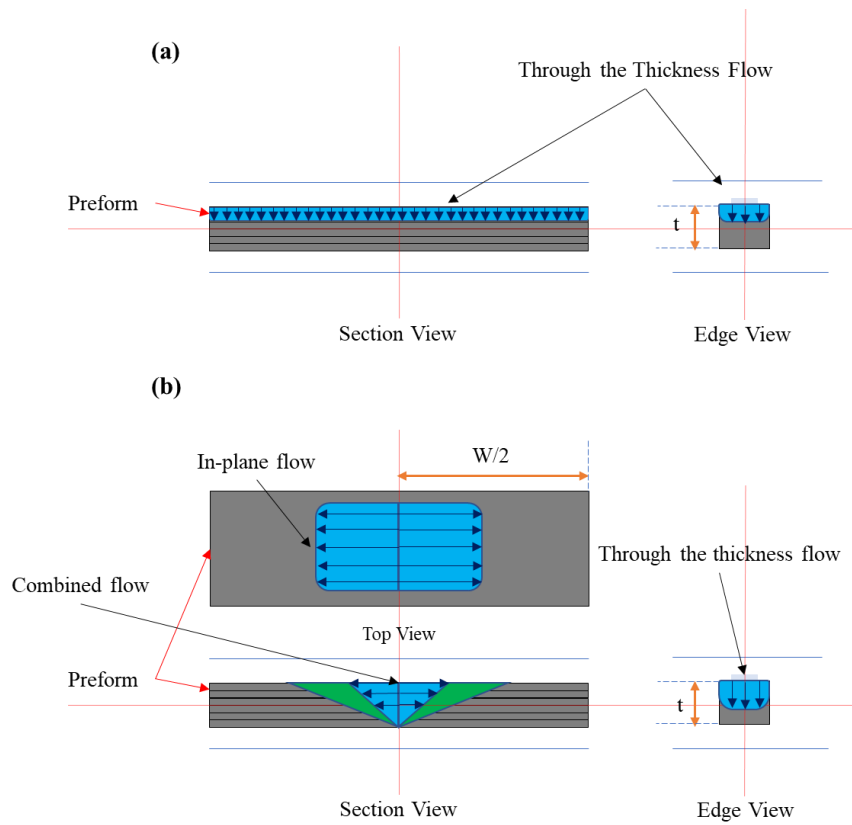 (a)
Through the Thickness Flow
Preform
t
Section View
Edge View
(b)
W/2
In-plane flow
Through the thickness flow
Combined flow
Top View
Preform
t
Section View
Edge View